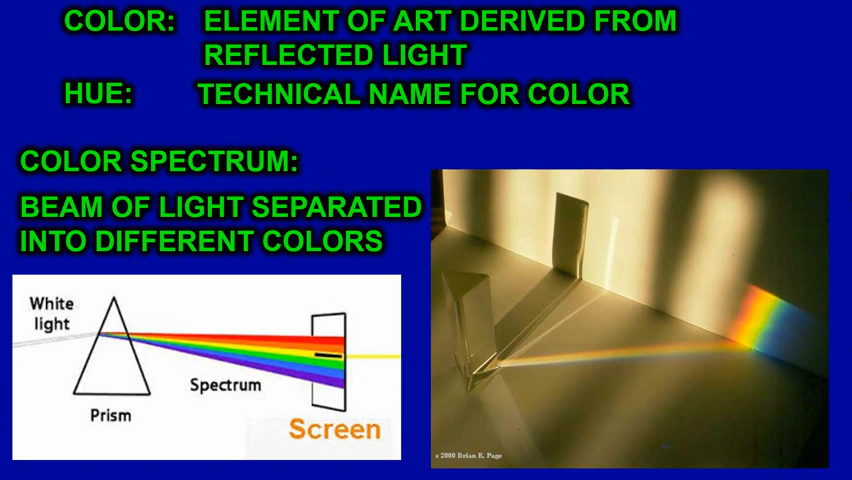 COLOR: ELEMENT OF ART DERIVED FROM
REFLECTED LIGHT
HUE: TECHNICAL NAME FOR COLOR
COLOR SPECTRUM:
BEAM OF LIGHT SEPARATED
INTO DIFFERENT COLORS
White
light
Spectrum
Prism
Screen
© 2000 Brian R. Page